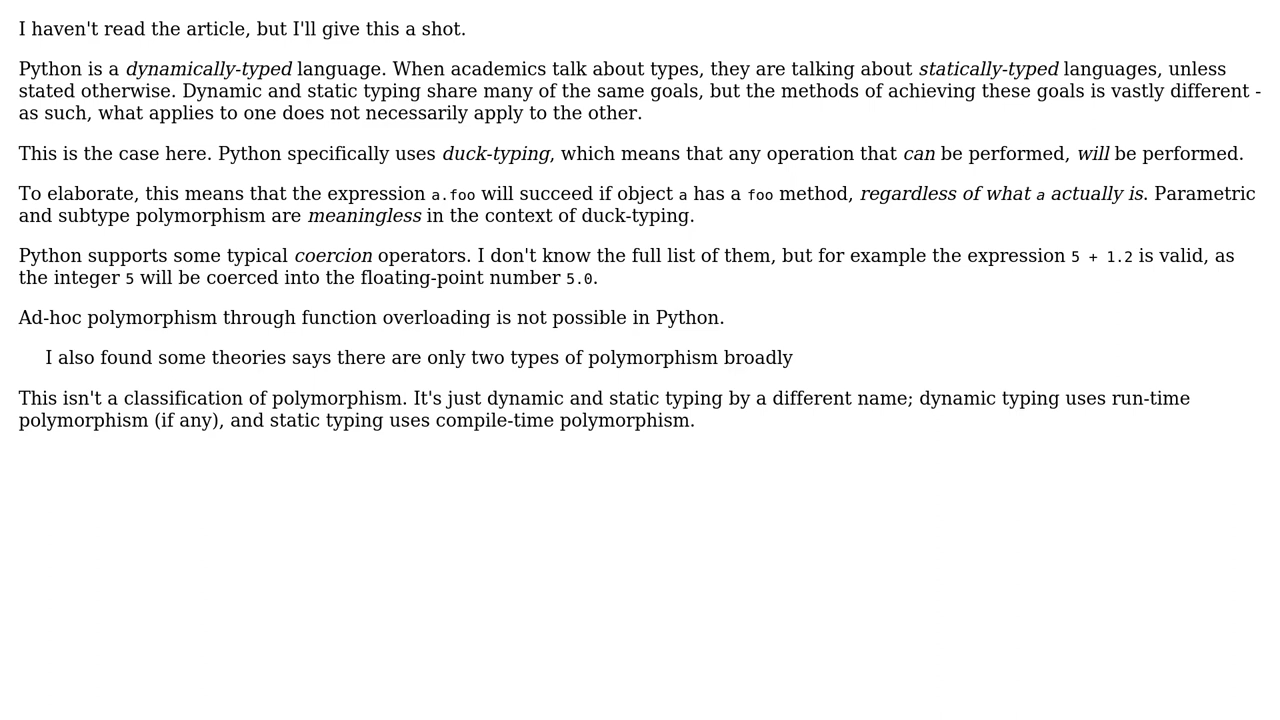 I haven't read the article, but I'll give this a shot.
Python is a dynamically-typed language. When academics talk about types, they are talking about statically-typed languages, unless
stated otherwise. Dynamic and static typing share many of the same goals, but the methods of achieving these goals is vastly different -
as such, what applies to one does not necessarily apply to the other.
This is the case here. Python specifically uses duck-typing, which means that any operation that can be performed, will be performed.
To elaborate, this means that the expression a.foo will succeed if object a has a foo method, regardless of what a actually is. Parametric
and subtype polymorphism are meaningless in the context of duck-typing.
Python supports some typical coercion operators. I don't know the full list of them, but for example the expression 5 + 1.2 is valid, as
the integer 5 will be coerced into the floating-point number 5.0.
Ad-hoc polymorphism through function overloading is not possible in Python.
I also found some theories says there are only two types of polymorphism broadly
This isn't a classification of polymorphism. It's just dynamic and static typing by a different name; dynamic typing uses run-time
polymorphism (if any), and static typing uses compile-time polymorphism.